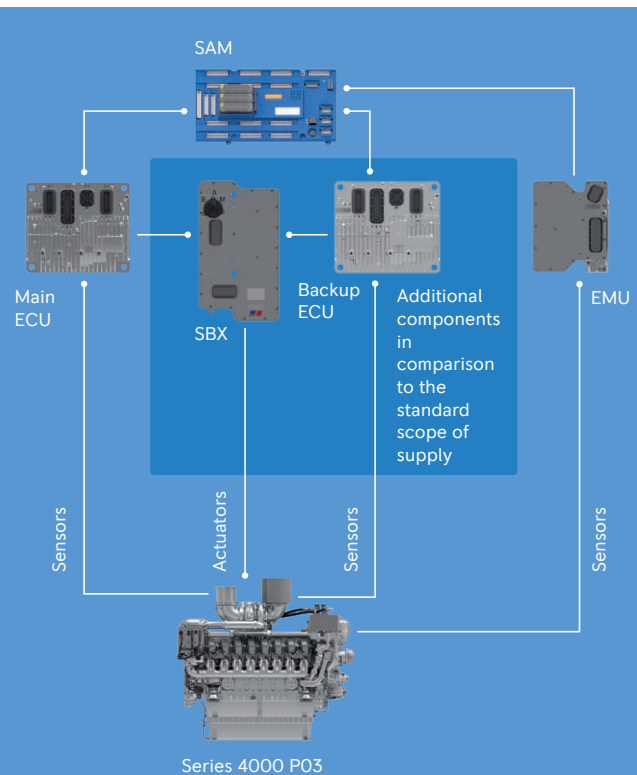 SAM
B A M
Main
ECU
SBX
Backup
ECU
Additional
components
in
comparison
to the
standard
scope of
supply
EMU
Sensors
Actuators
Sensors
Sensors
Series 4000 P03